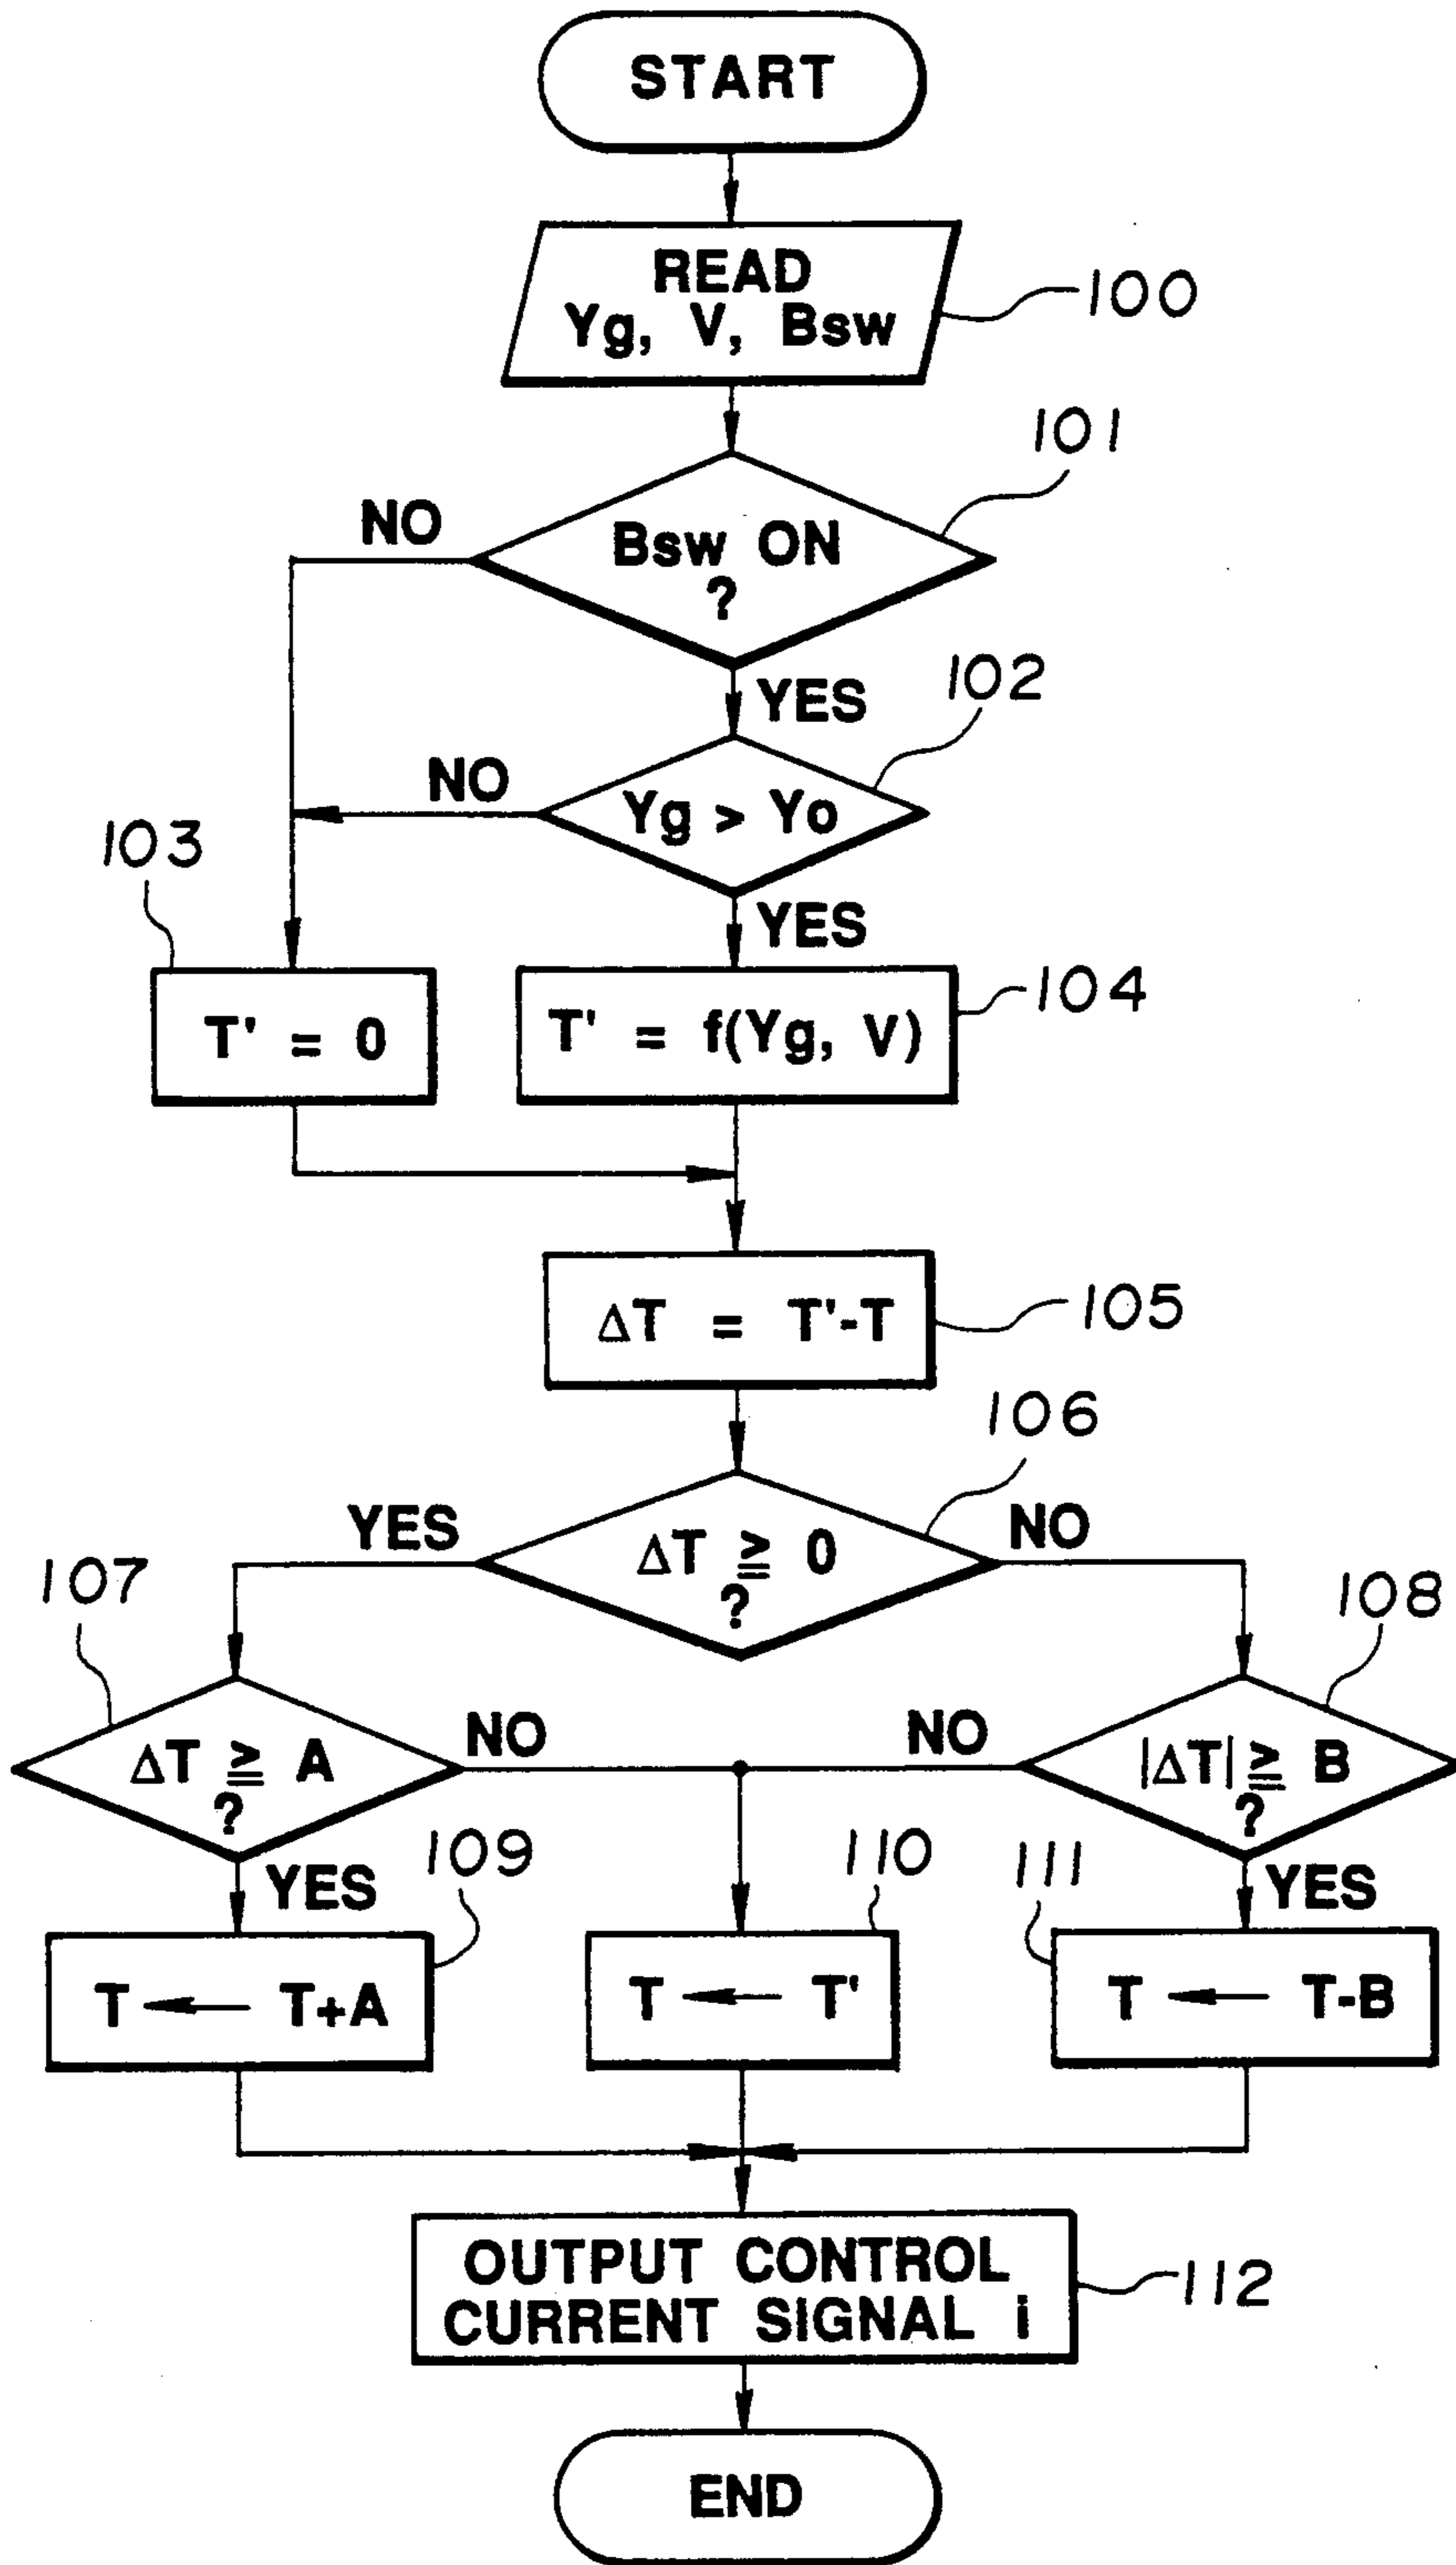 START
READ
Yg, V, Bsw
100
101
NO
Bsw ON
?
YES
102
NO
Yg > Yo
103
YES
T' = 0
T' = f(Yg, V)
104
ΔT = T'-T
105
106
YES
NO
ΔT ≧ 0
?
107
108
NO
NO
ΔT ≧ A
?
|ΔT| ≧ B
?
109
110
111
YES
YES
T ← T+A
T ← T'
T ← T-B
OUTPUT CONTROL
CURRENT SIGNAL i
112
END